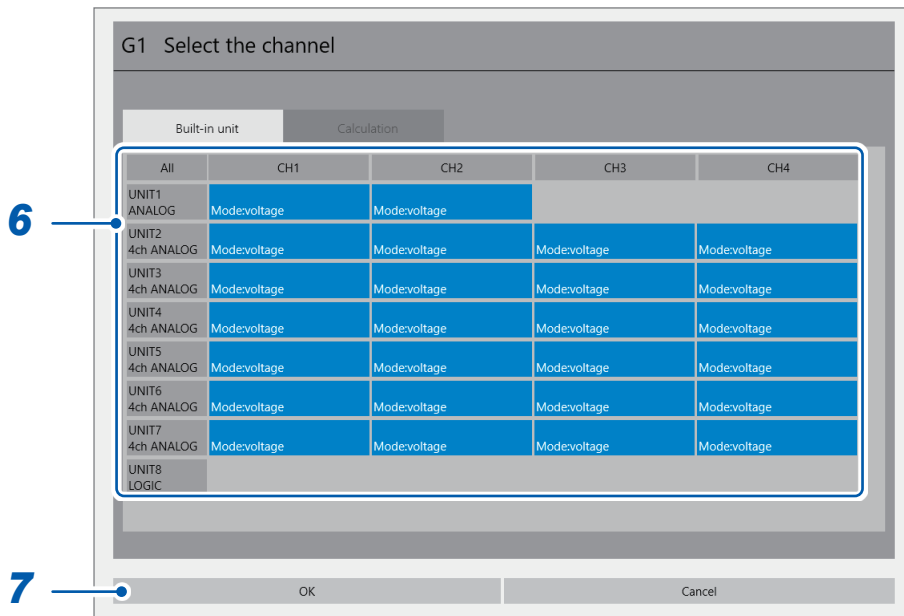 G1 Select the channel
Built-in unit Calculation
All CH1 CH2 CH3 CH4
UNIT1
ANALOG Mode:voltage Mode:voltage
UNIT2
4ch ANALOG Mode:voltage Mode:voltage Mode:voltage Mode:voltage
UNIT3
4ch ANALOG Mode:voltage Mode:voltage Mode:voltage Mode:voltage
UNIT4
4ch ANALOG Mode:voltage Mode:voltage Mode:voltage Mode:voltage
UNIT5
4ch ANALOG Mode:voltage Mode:voltage Mode:voltage Mode:voltage
UNIT6
4ch ANALOG Mode:voltage Mode:voltage Mode:voltage Mode:voltage
UNIT7
4ch ANALOG Mode:voltage Mode:voltage Mode:voltage Mode:voltage
UNIT8
LOGIC
6
7
OK Cancel